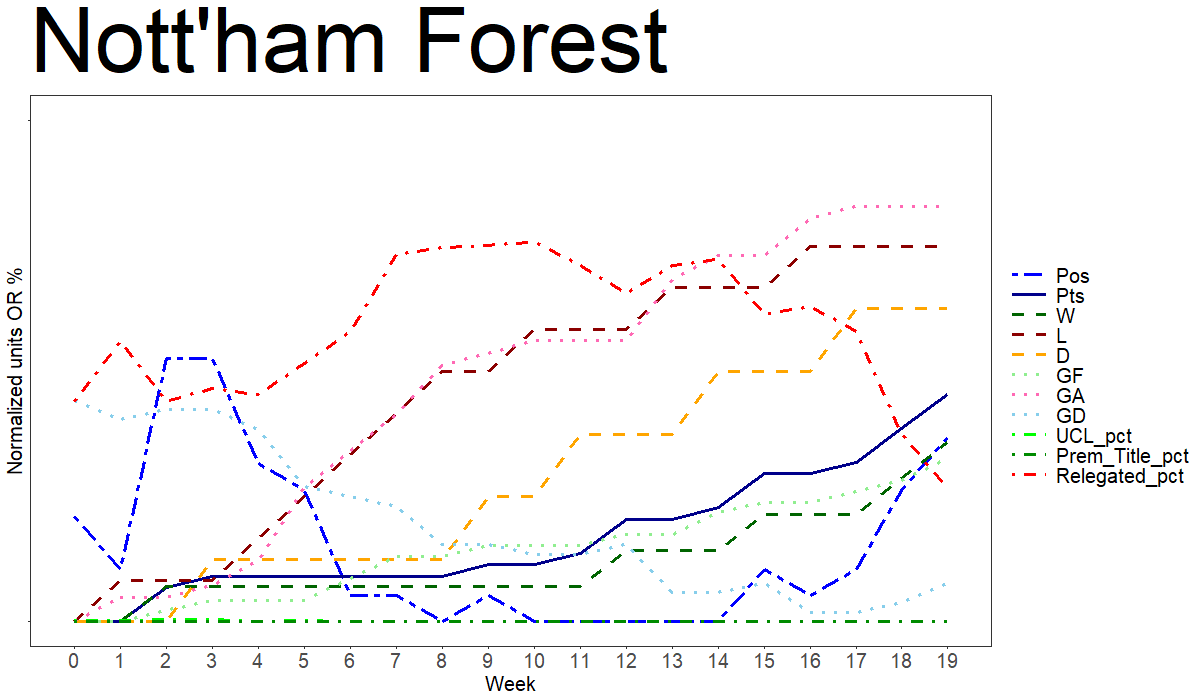 Nott'ham Forest
Normalized units OR %
0 1 2 3 4 5 6 7 8 9 10 11 12 13 14 15 16 17 18 19
Week
Pos
Pts
W
L
D
GF
GA
GD
UCL_pct
Prem_Title_pct
Relegated_pct